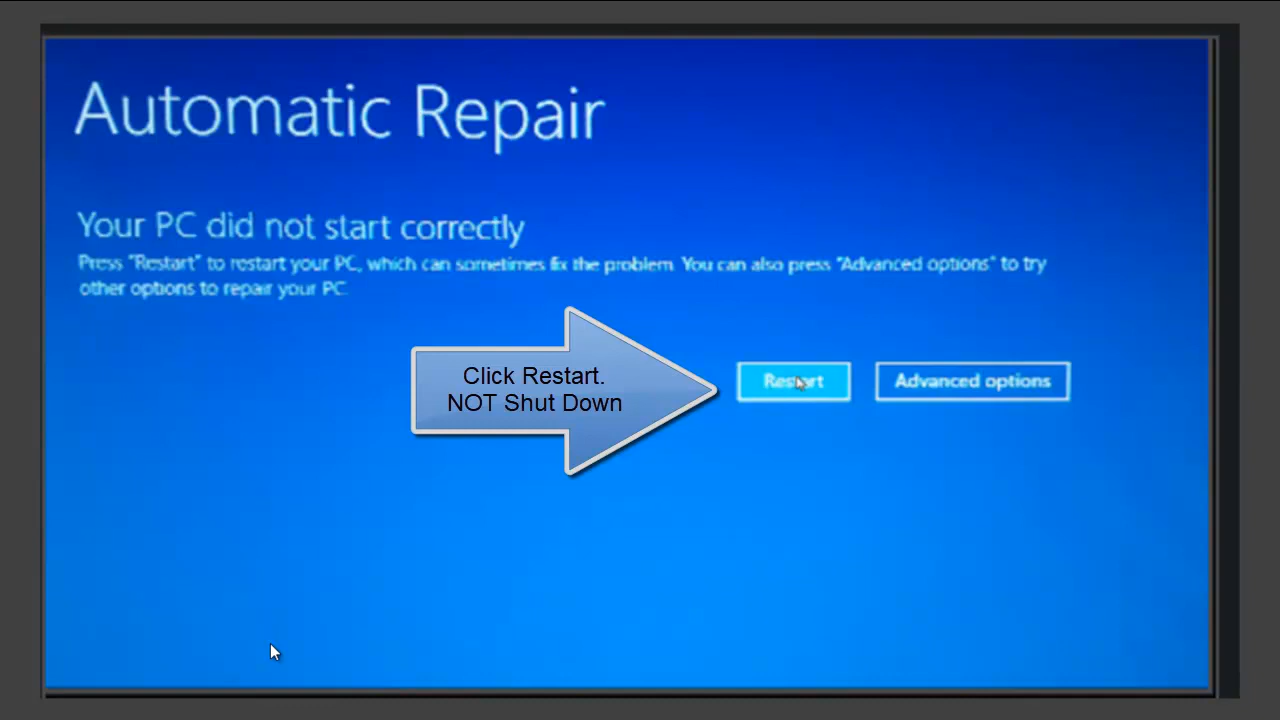 Automatic Repair
Your PC did not start correctly
Press "Restart" to restart your PC, which can sometimes fix the problem. You can also press "Advanced options" to try
other options to repair your PC.
Click Restart.
NOT Shut Down
Restart
Advanced options